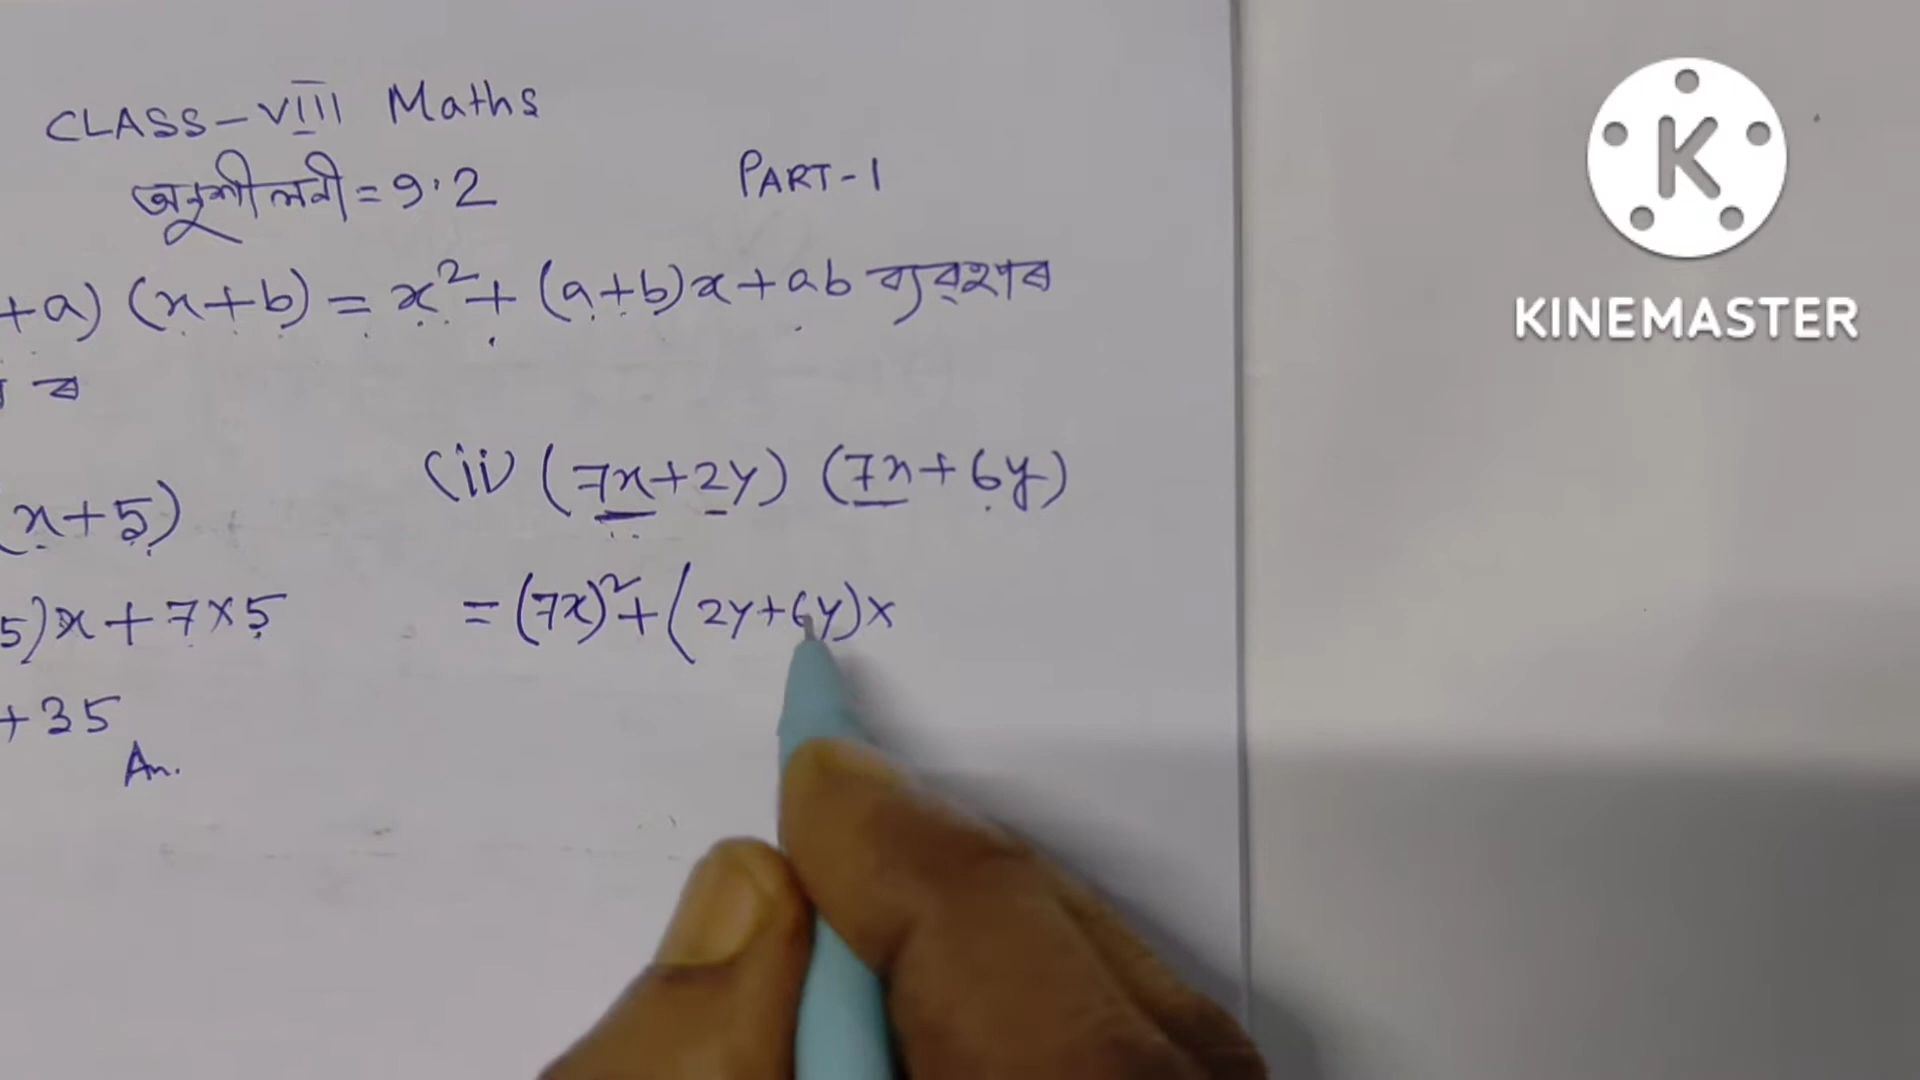 CLASS-VIII Maths
অনুশীলনী = 9.2
PART-1
+a) (x+b) = x²+ (a+b)x+ab ব্যৱহাৰ
ৰ
(x+5)
5)x+7×5
+35
An.
(ii) (7x+2y) (7x+6y)
= (7x)²+(2y+6y)×
K
KINEMASTER